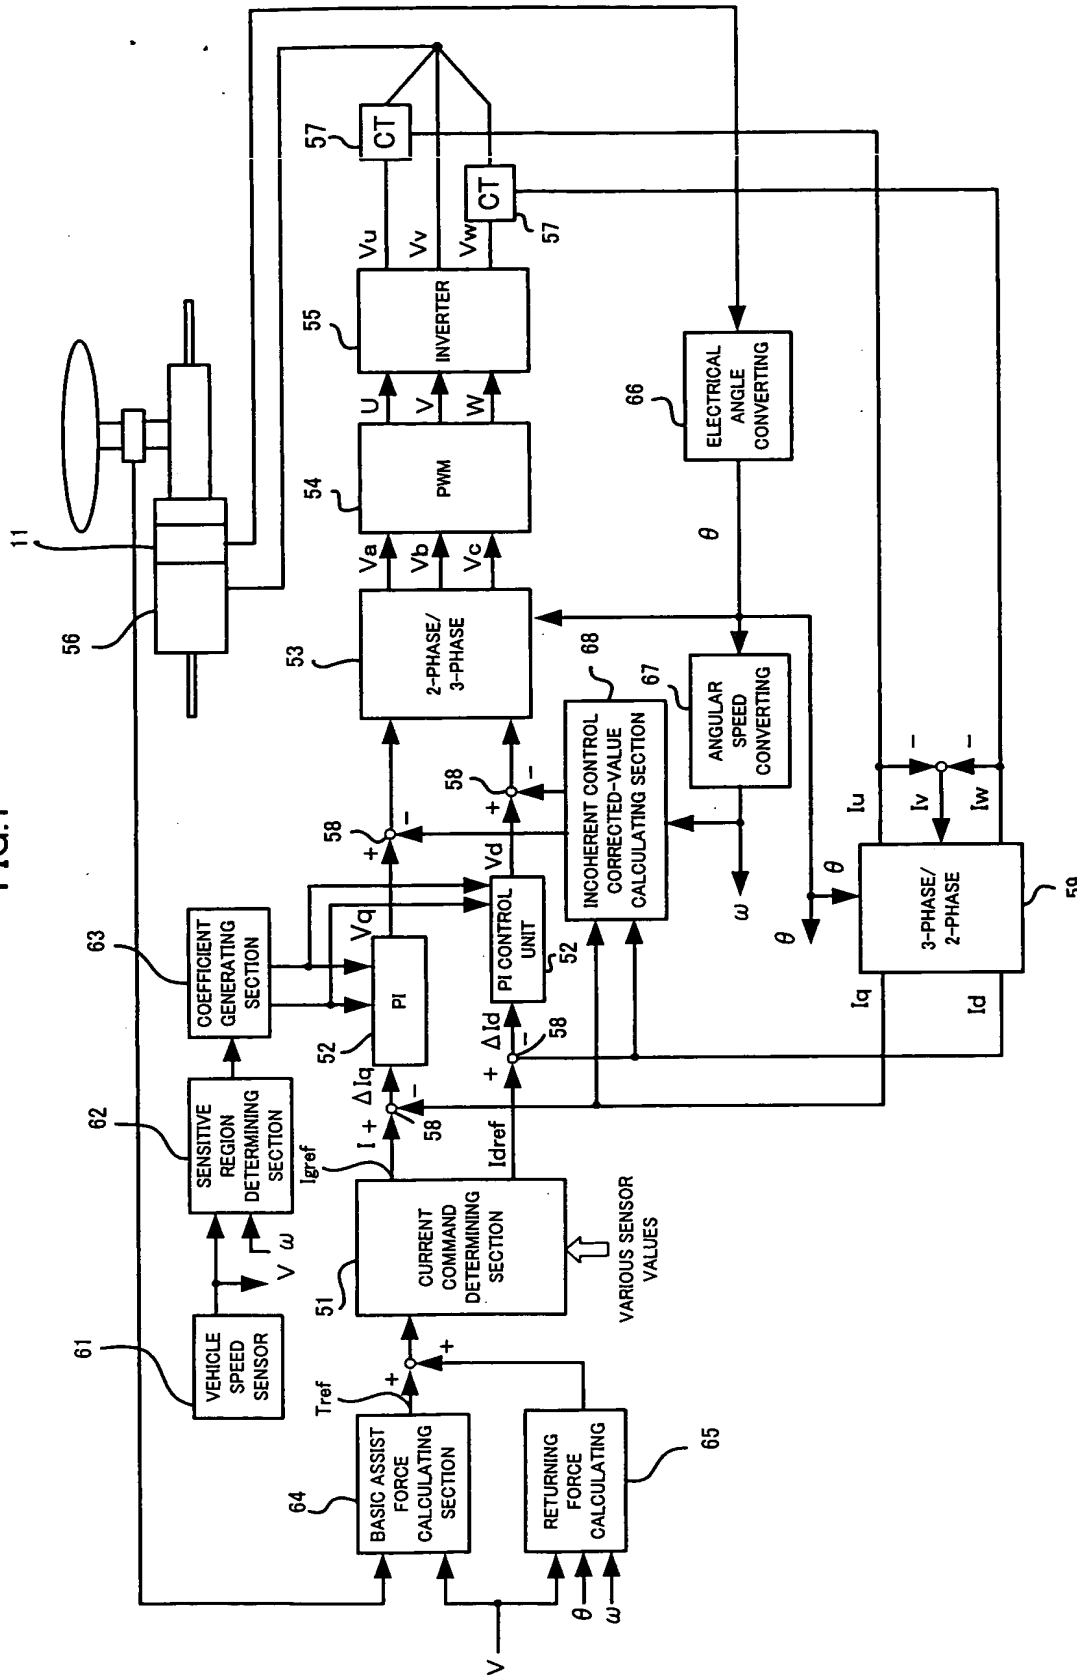 FIG.1
11
56
61
VEHICLE
SPEED
SENSOR
V
ω
62
SENSITIVE
REGION
DETERMINING
SECTION
63
COEFFICIENT
GENERATING
SECTION
64
BASIC ASSIST
FORCE
CALCULATING
SECTION
Tref
+
+
V
θ
ω
RETURNING
FORCE
CALCULATING
65
51
CURRENT
COMMAND
DETERMINING
SECTION
VARIOUS SENSOR
VALUES
Igref
I +
ΔIq
58
−
Idref
+
ΔId
−
58
52
PI
PI CONTROL
UNIT
52
Vq
Vd
+
58
−
+
58
−
53
2-PHASE/
3-PHASE
Va
Vb
Vc
54
PWM
U
V
W
55
INVERTER
Vu
Vv
Vw
57
CT
CT
57
68
INCOHERENT CONTROL
CORRECTED-VALUE
CALCULATING SECTION
67
ANGULAR
SPEED
CONVERTING
ω
66
ELECTRICAL
ANGLE
CONVERTING
θ
θ
θ
Iq
Id
3-PHASE/
2-PHASE
59
Iu
Iv
Iw
−
−